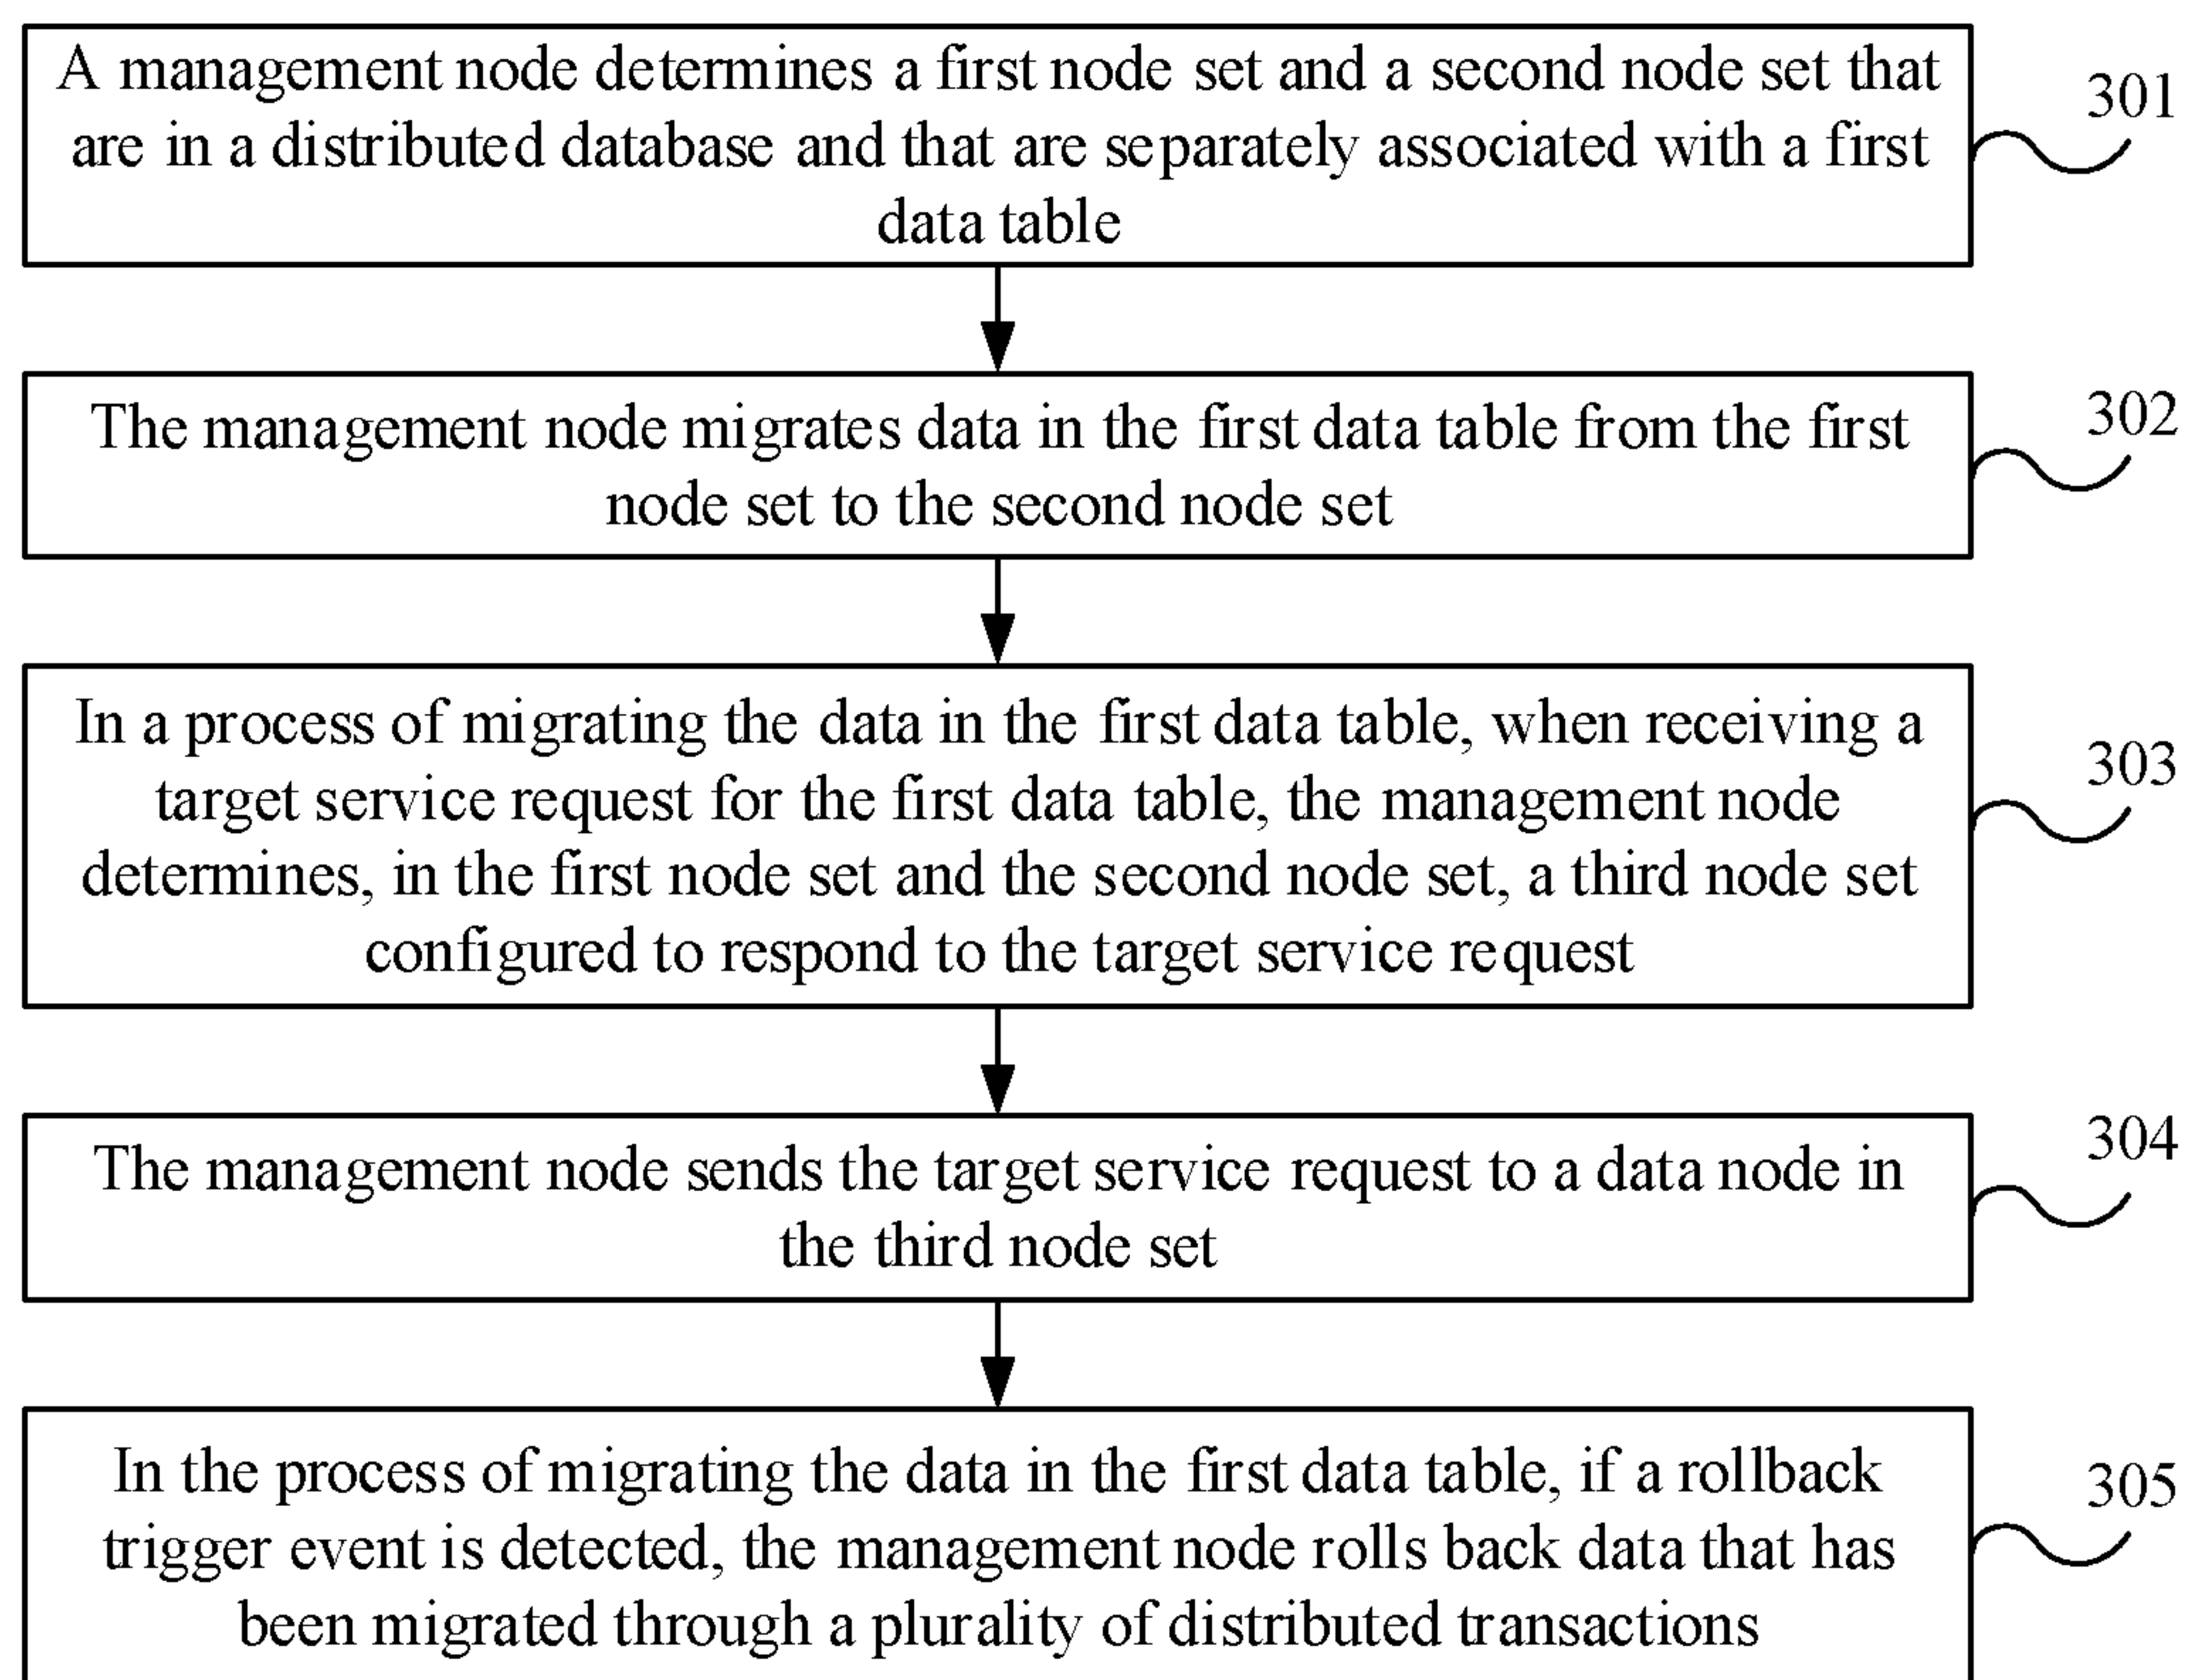 A management node determines a first node set and a second node set that
are in a distributed database and that are separately associated with a first
data table
301
The management node migrates data in the first data table from the first
node set to the second node set
302
In a process of migrating the data in the first data table, when receiving a
target service request for the first data table, the management node
determines, in the first node set and the second node set, a third node set
configured to respond to the target service request
303
The management node sends the target service request to a data node in
the third node set
304
In the process of migrating the data in the first data table, if a rollback
trigger event is detected, the management node rolls back data that has
been migrated through a plurality of distributed transactions
305